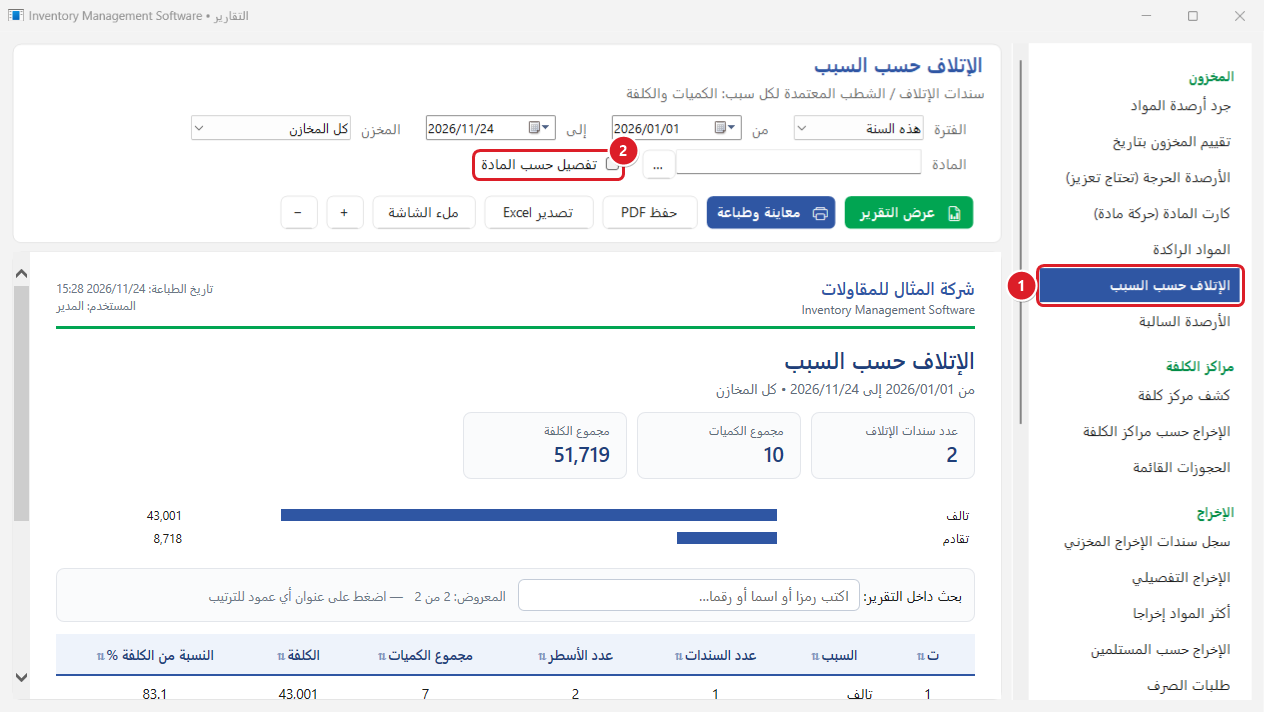 Inventory Management Software • التقارير
المخزون
جرد أرصدة المواد
تقييم المخزون بتاريخ
الأرصدة الحرجة (تحتاج تعزيز)
كارت المادة (حركة مادة)
المواد الراكدة
1
الإتلاف حسب السبب
الأرصدة السالبة
مراكز الكلفة
كشف مركز كلفة
الإخراج حسب مراكز الكلفة
الحجوزات القائمة
الإخراج
سجل سندات الإخراج المخزني
الإخراج التفصيلي
أكثر المواد إخراجا
الإخراج حسب المستلمين
طلبات الصرف
الإتلاف حسب السبب
سندات الإتلاف / الشطب المعتمدة لكل سبب: الكميات والكلفة
الفترة هذه السنة من 2026/01/01 إلى 2026/11/24 المخزن كل المخازن
المادة ... تفصيل حسب المادة 2
عرض التقرير معاينة وطباعة حفظ PDF تصدير Excel ملء الشاشة + −
شركة المثال للمقاولات تاريخ الطباعة: 2026/11/24 15:28
Inventory Management Software المستخدم: المدير
الإتلاف حسب السبب
من 2026/01/01 إلى 2026/11/24 • كل المخازن
عدد سندات الإتلاف مجموع الكميات مجموع الكلفة
2 10 51,719
تالف 43,001
تقادم 8,718
بحث داخل التقرير: اكتب رمزا أو اسما أو رقما... المعروض: 2 من 2 — اضغط على عنوان أي عمود للترتيب
ت⇅ السبب⇅ عدد السندات⇅ عدد الأسطر⇅ مجموع الكميات⇅ الكلفة⇅ النسبة من الكلفة %⇅
1 تالف 1 2 7 43,001 83.1